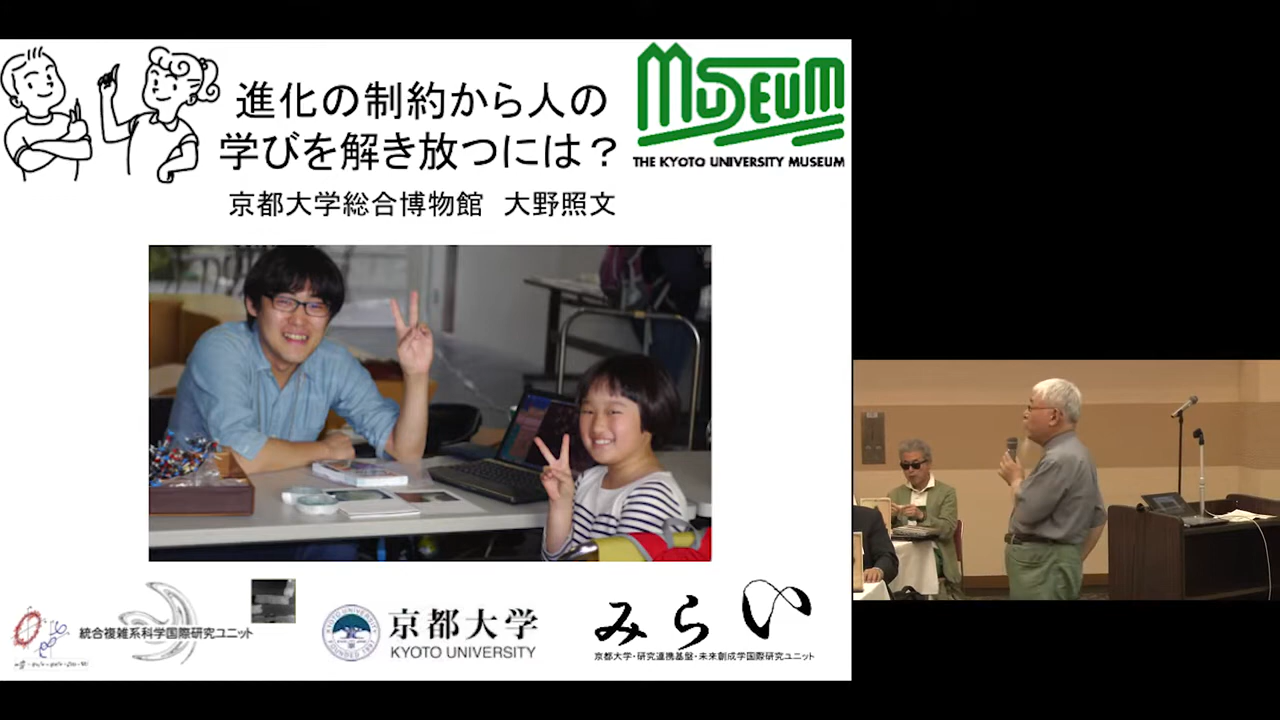 進化の制約から人の
学びを解き放つには？
京都大学総合博物館　大野照文
MUSEUM
THE KYOTO UNIVERSITY MUSEUM
統合複雑系科学国際研究ユニット
京都大学
KYOTO UNIVERSITY
みらい
京都大学・研究連携基盤・未来創成学国際研究ユニット